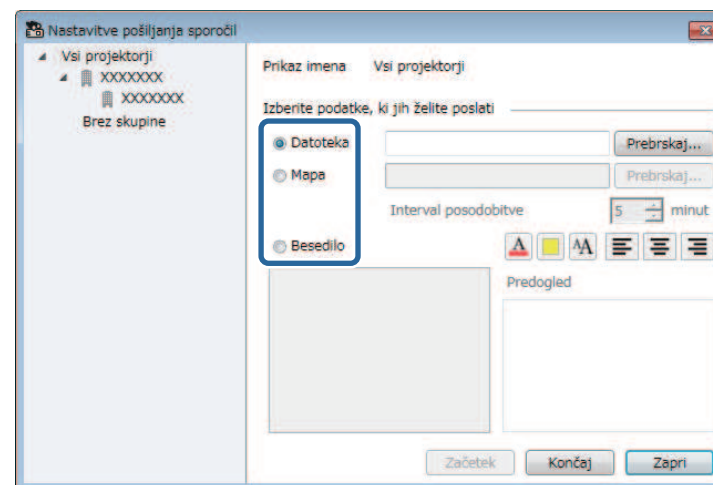 Nastavitve pošiljanja sporočil
Vsi projektorji
XXXXXXX
XXXXXXX
Brez skupine
Prikaz imena Vsi projektorji
Izberite podatke, ki jih želite poslati
Datoteka Prebrskaj...
Mapa Prebrskaj...
Interval posodobitve 5 minut
Besedilo A AA
Predogled
Začetek Končaj Zapri